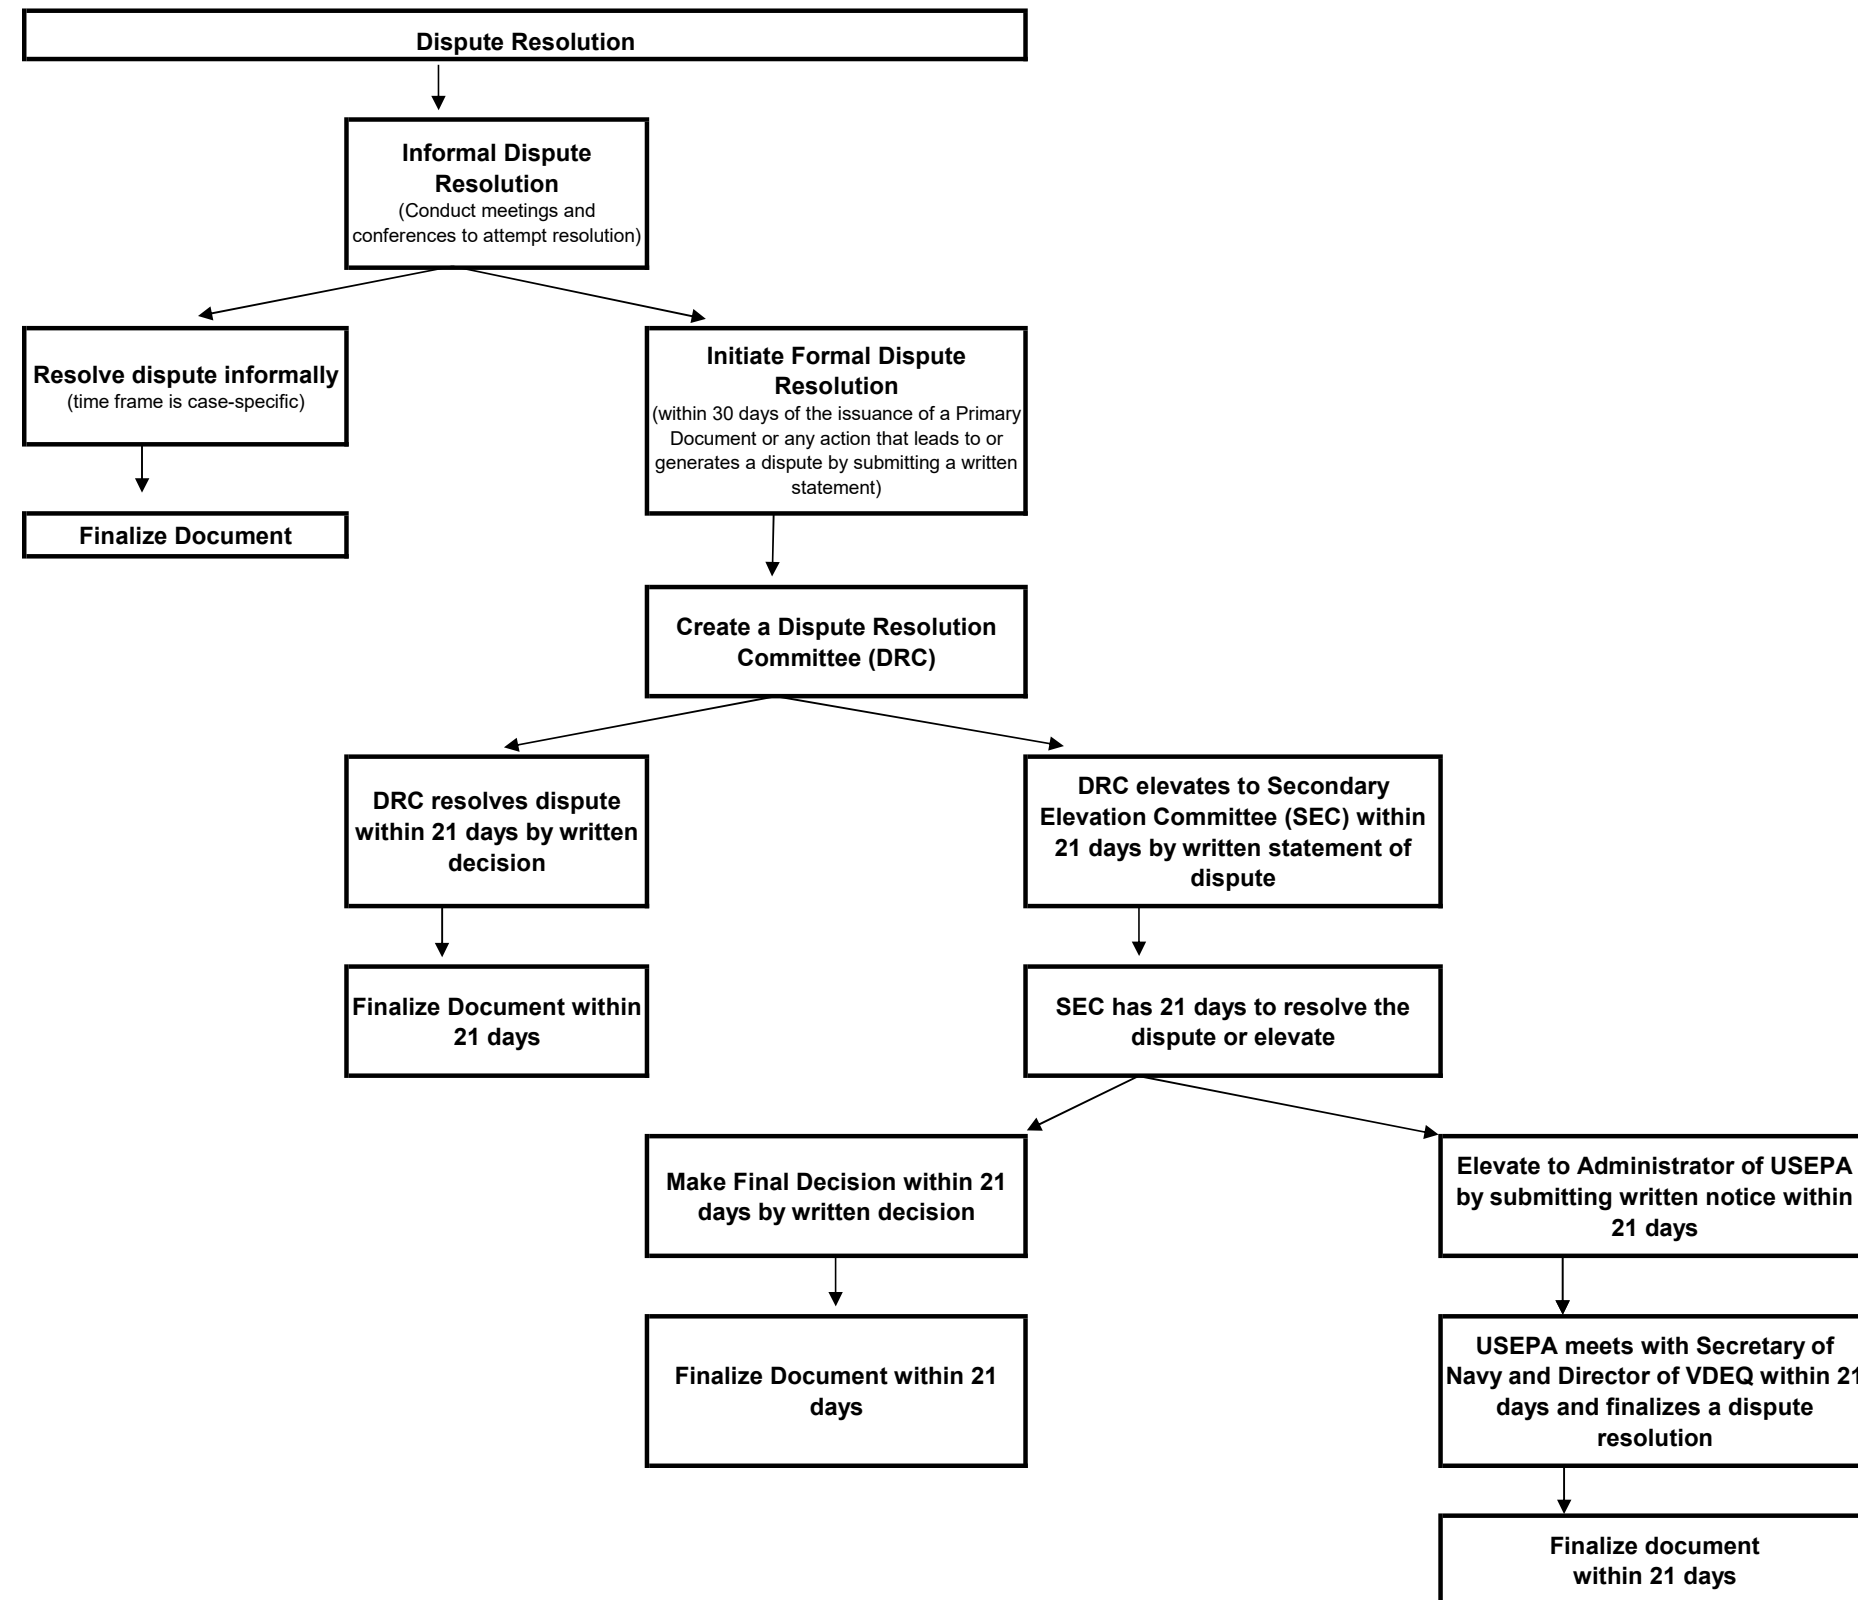 Dispute Resolution
Informal Dispute
Resolution
(Conduct meetings and
conferences to attempt resolution)
Resolve dispute informally
(time frame is case-specific)
Initiate Formal Dispute
Resolution
(within 30 days of the issuance of a Primary
Document or any action that leads to or
generates a dispute by submitting a written
statement)
Finalize Document
Create a Dispute Resolution
Committee (DRC)
DRC resolves dispute
within 21 days by written
decision
DRC elevates to Secondary
Elevation Committee (SEC) within
21 days by written statement of
dispute
Finalize Document within
21 days
SEC has 21 days to resolve the
dispute or elevate
Make Final Decision within 21
days by written decision
Elevate to Administrator of USEPA
by submitting written notice within
21 days
Finalize Document within 21
days
USEPA meets with Secretary of
Navy and Director of VDEQ within 21
days and finalizes a dispute
resolution
Finalize document
within 21 days